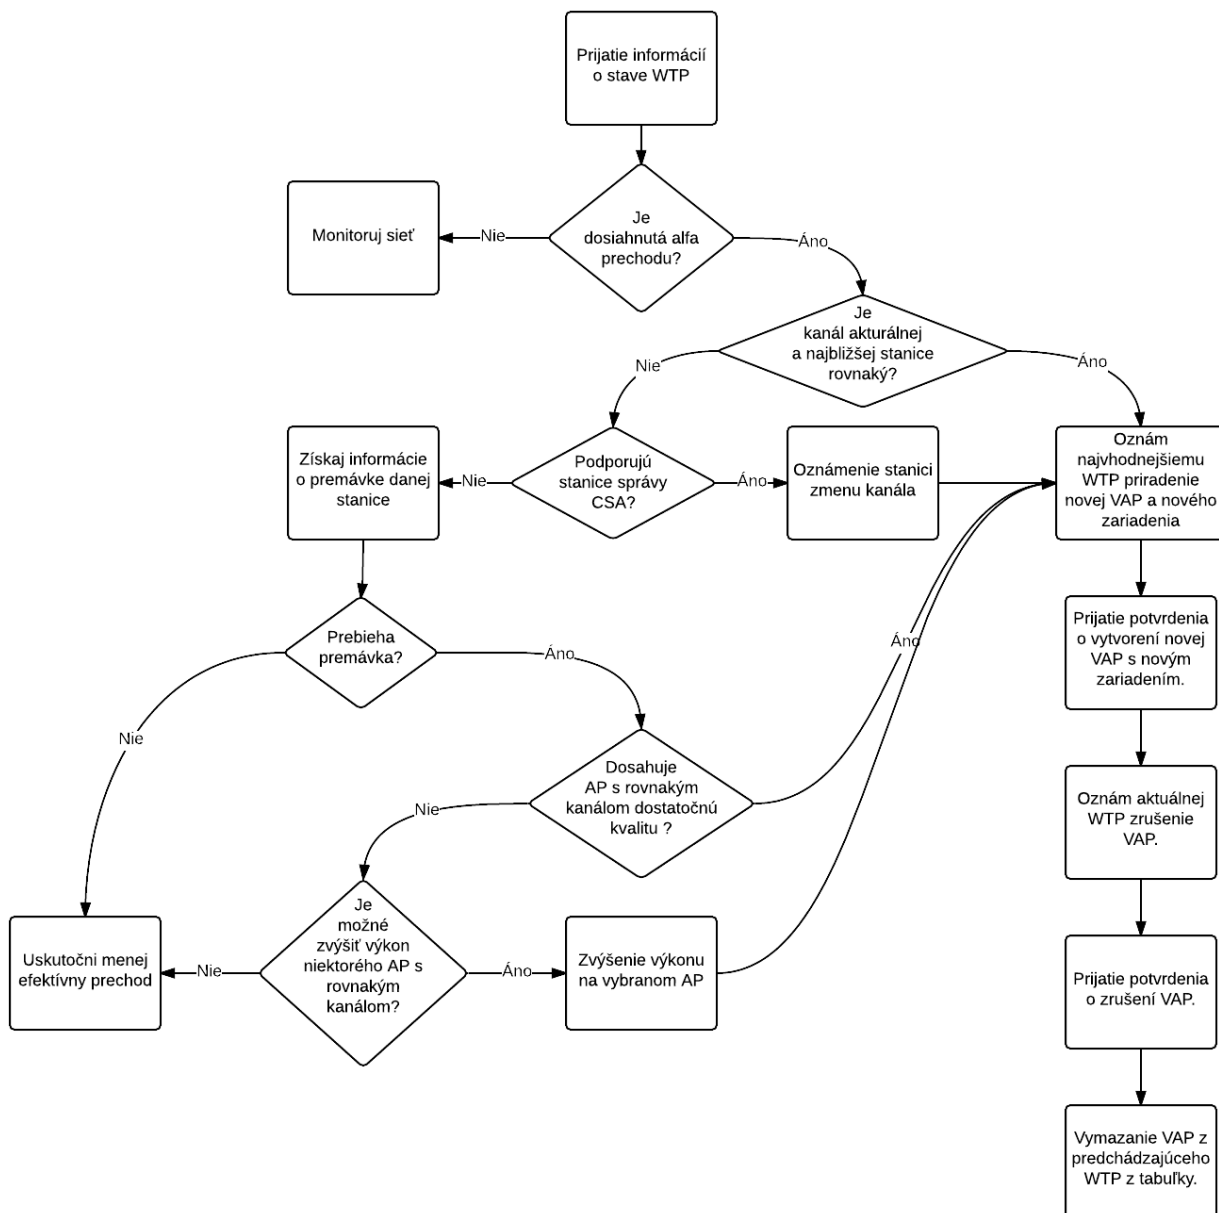 Prijatie informácií
o stave WTP
Je
dosiahnutá alfa
prechodu?
Nie
Monitoruj sieť
Áno
Je
kanál akturálnej
a najbližšej stanice
rovnaký?
Nie
Áno
Získaj informácie
o premávke danej
stanice
Nie
Podporujú
stanice správy
CSA?
Áno
Oznámenie stanici
zmenu kanála
Oznám
najvhodnejšiemu
WTP priradenie
novej VAP a nového
zariadenia
Prebieha
premávka?
Áno
Nie
Áno
Prijatie potvrdenia
o vytvorení novej
VAP s novým
zariadením.
Dosahuje
AP s rovnakým
kanálom dostatočnú
kvalitu ?
Nie
Oznám aktuálnej
WTP zrušenie
VAP.
Je
možné
zvýšiť výkon
niektorého AP s
rovnakým
kanálom?
Nie
Uskutočni menej
efektívny prechod
Áno
Zvýšenie výkonu
na vybranom AP
Prijatie potvrdenia
o zrušení VAP.
Vymazanie VAP z
predchádzajúceho
WTP z tabuľky.